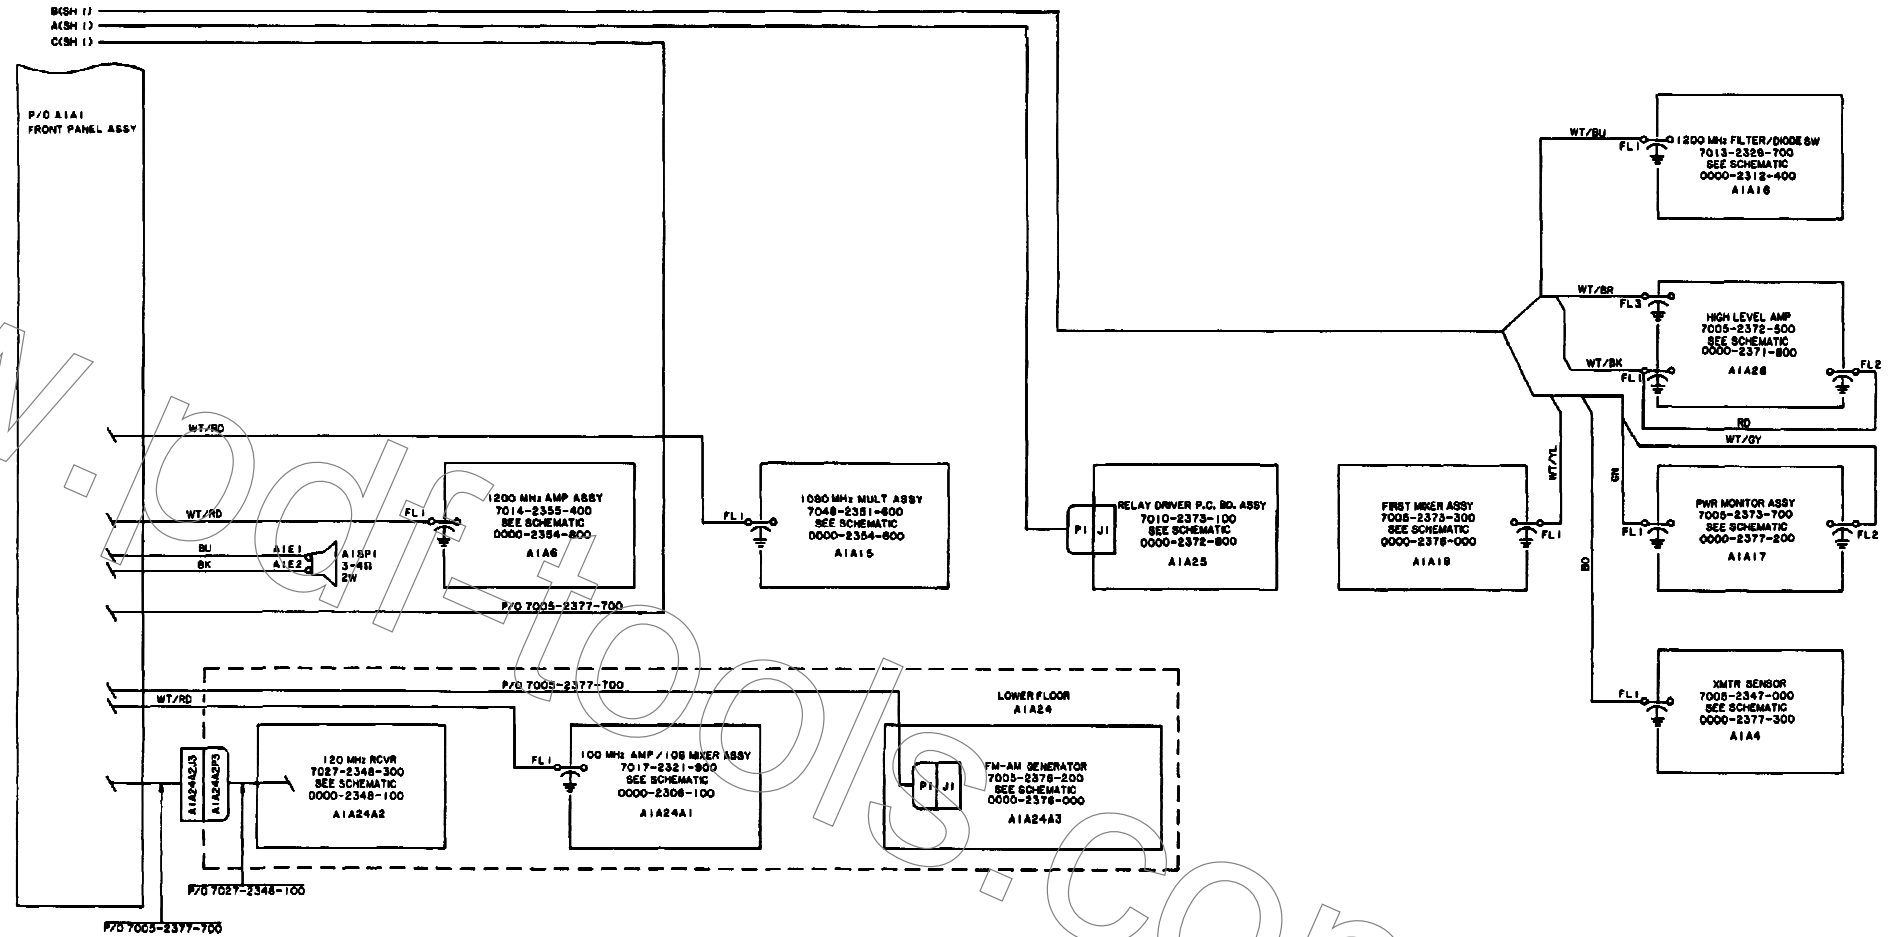 B(SH 1)
A(SH 1)
C(SH 1)
P/O A1A1
FRONT PANEL ASSY
WT/BU
FL1
1200 MHz FILTER/DIODE SW
7013-2328-700
SEE SCHEMATIC
0000-2312-400
A1A16
WT/BR
FL3
HIGH LEVEL AMP
7005-2372-500
SEE SCHEMATIC
0000-2371-800
A1A26
WT/BK
FL1
FL2
RD
WT/GY
WT/RD
WT/RD
FL1
1200 MHz AMP ASSY
7014-2355-400
SEE SCHEMATIC
0000-2354-800
A1A6
BU
A1E1
BK
A1E2
A1SP1
3-4Ω
2W
FL1
1080 MHz MULT ASSY
7048-2351-600
SEE SCHEMATIC
0000-2354-600
A1A15
P1
J1
RELAY DRIVER P.C. BD. ASSY
7010-2373-100
SEE SCHEMATIC
0000-2372-800
A1A25
FIRST MIXER ASSY
7005-2373-300
SEE SCHEMATIC
0000-2376-000
A1A18
FL1
WT/YL
BO
GN
FL1
PWR MONITOR ASSY
7005-2373-700
SEE SCHEMATIC
0000-2377-200
A1A17
FL2
P/O 7005-2377-700
FL1
XMTR SENSOR
7005-2347-000
SEE SCHEMATIC
0000-2377-300
A1A4
P/O 7005-2377-700
WT/RD
LOWER FLOOR
A1A24
A1A24A2J3
A1A24A2P3
120 MHz RCVR
7027-2348-300
SEE SCHEMATIC
0000-2348-100
A1A24A2
FL1
100 MHz AMP/108 MIXER ASSY
7017-2321-900
SEE SCHEMATIC
0000-2306-100
A1A24A1
P1
J1
FM-AM GENERATOR
7005-2376-200
SEE SCHEMATIC
0000-2376-000
A1A24A3
P/O 7027-2348-100
P/O 7005-2377-700
w.pdf-tools.com